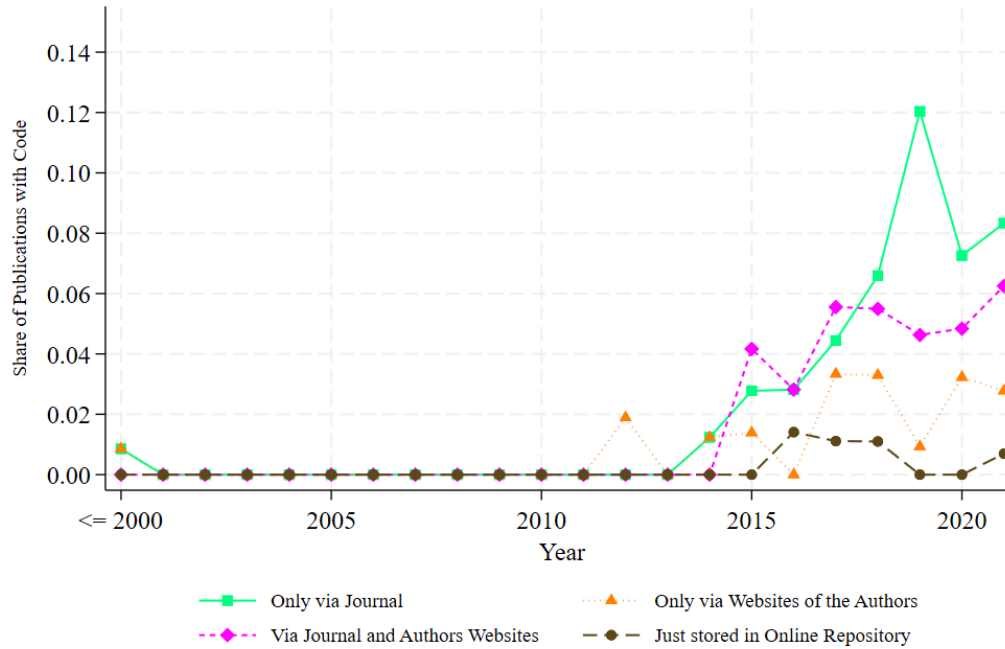 Share of Publications with Code
0.14
0.12
0.10
0.08
0.06
0.04
0.02
0.00
<= 2000 2005 2010 2015 2020
Year
Only via Journal Only via Websites of the Authors
Via Journal and Authors Websites Just stored in Online Repository